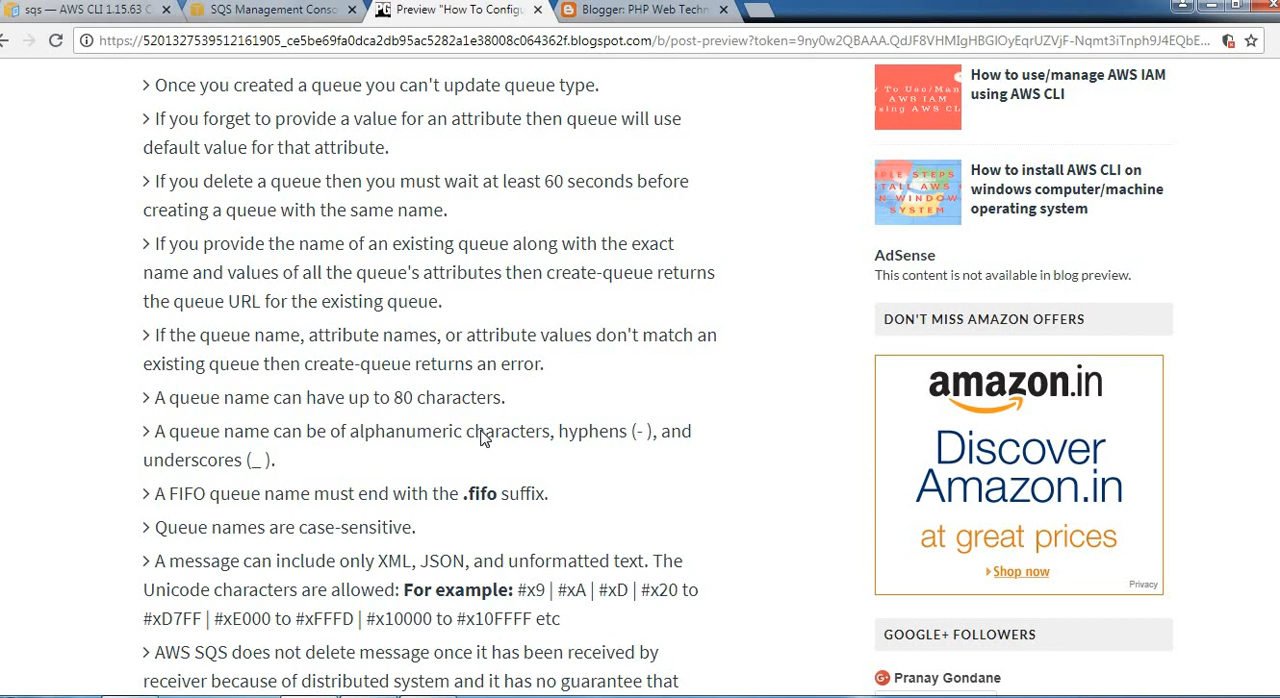 sqs — AWS CLI 1.15.63 C
SQS Management Conso
Preview "How To Configu
Blogger: PHP Web Techn
https://5201327539512161905_ce5be69fa0dca2db95ac5282a1e38008c064362f.blogspot.com/b/post-preview?token=9ny0w2QBAAA.QdJF8VHMIgHBGlOyEqrUZVjF-Nqmt3iTnph9J4EQbE...
> Once you created a queue you can't update queue type.
> If you forget to provide a value for an attribute then queue will use
default value for that attribute.
> If you delete a queue then you must wait at least 60 seconds before
creating a queue with the same name.
> If you provide the name of an existing queue along with the exact
name and values of all the queue's attributes then create-queue returns
the queue URL for the existing queue.
> If the queue name, attribute names, or attribute values don't match an
existing queue then create-queue returns an error.
> A queue name can have up to 80 characters.
> A queue name can be of alphanumeric characters, hyphens (- ), and
underscores (_ ).
> A FIFO queue name must end with the .fifo suffix.
> Queue names are case-sensitive.
> A message can include only XML, JSON, and unformatted text. The
Unicode characters are allowed: For example: #x9 | #xA | #xD | #x20 to
#xD7FF | #xE000 to #xFFFD | #x10000 to #x10FFFF etc
> AWS SQS does not delete message once it has been received by
receiver because of distributed system and it has no guarantee that
How to use/manage AWS IAM
using AWS CLI
AWS IAM
How to install AWS CLI on
windows computer/machine
operating system
AdSense
This content is not available in blog preview.
DON'T MISS AMAZON OFFERS
amazon.in
Discover
Amazon.in
at great prices
Shop now
Privacy
GOOGLE+ FOLLOWERS
Pranay Gondane